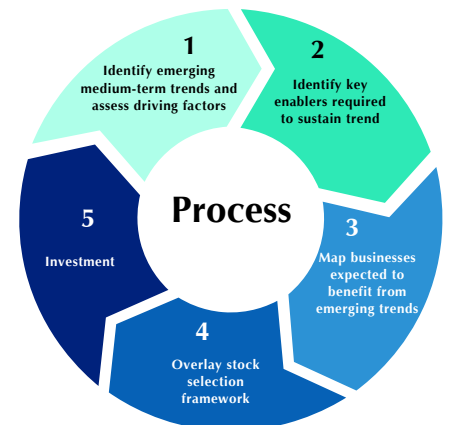 1
Identify emerging
medium-term trends and
assess driving factors
2
Identify key
enablers required
to sustain trend
Process
3
Map businesses
expected to
benefit from
emerging trends
4
Overlay stock
selection
framework
5
Investment